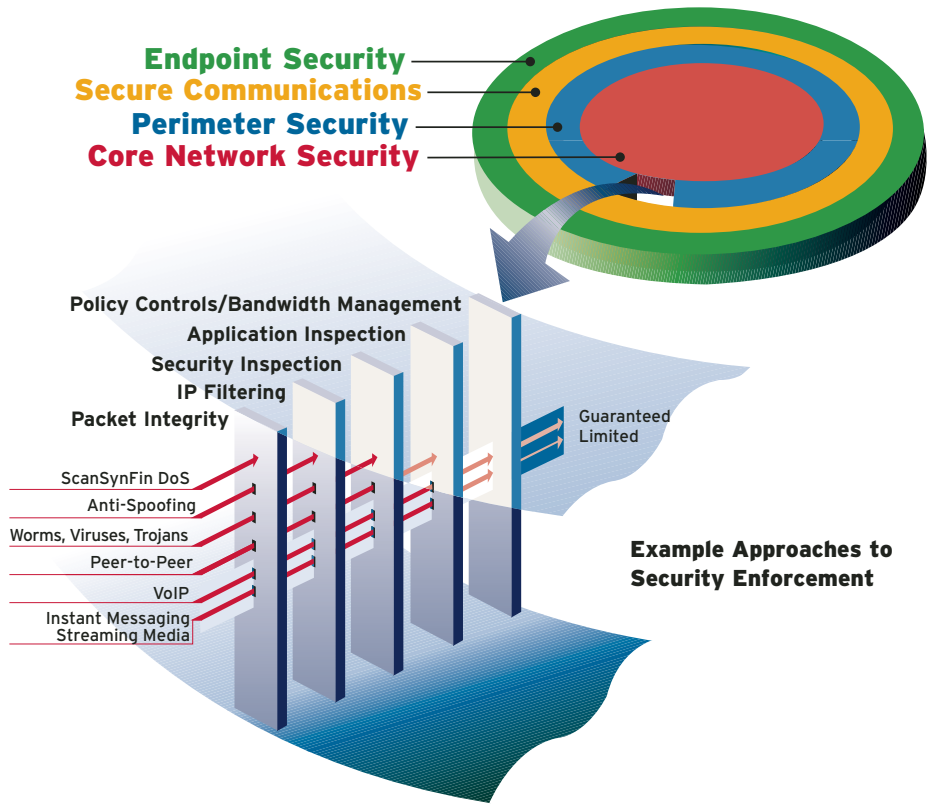 Endpoint Security
Secure Communications
Perimeter Security
Core Network Security
Policy Controls/Bandwidth Management
Application Inspection
Security Inspection
IP Filtering
Packet Integrity
Guaranteed
Limited
ScanSynFin DoS
Anti-Spoofing
Worms, Viruses, Trojans
Peer-to-Peer
VoIP
Instant Messaging
Streaming Media
Example Approaches to
Security Enforcement